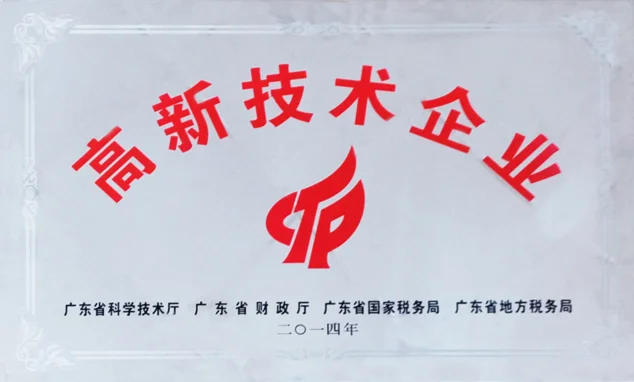 高新技术企业
广东省科学技术厅 广东省财政厅 广东省国家税务局 广东省地方税务局
二〇一四年